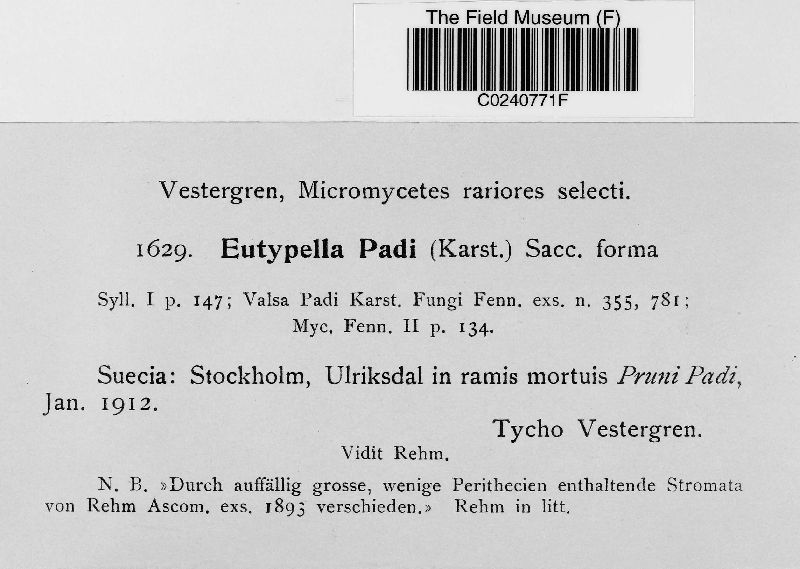 The Field Museum (F)
C0240771F
Vestergren, Micromycetes rariores selecti.
1629. Eutypella Padi (Karst.) Sacc. forma
Syll. I p. 147; Valsa Padi Karst. Fungi Fenn. exs. n. 355, 781;
Myc. Fenn. II p. 134.
Suecia: Stockholm, Ulriksdal in ramis mortuis Pruni Padi,
Jan. 1912.
Tycho Vestergren.
Vidit Rehm.
N. B. »Durch auffällig grosse, wenige Perithecien enthaltende Stromata
von Rehm Ascom. exs. 1893 verschieden.» Rehm in litt.